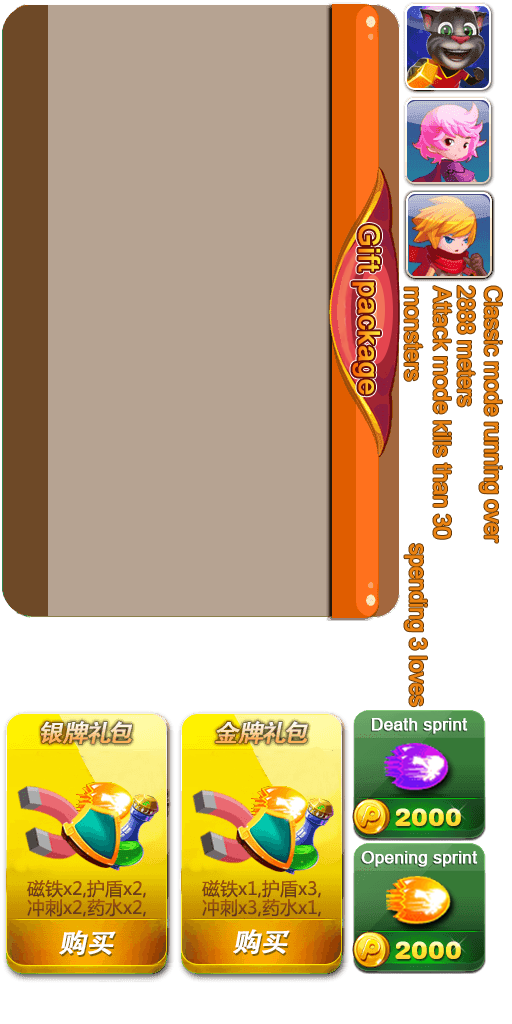 Gift package
Classic mode running over
2888 meters
Attack mode kills than 30
monsters
spending 3 loves
银牌礼包
磁铁x2,护盾x2,
冲刺x2,药水x2,
购买
金牌礼包
磁铁x1,护盾x3,
冲刺x3,药水x1,
购买
Death sprint
2000
Opening sprint
2000